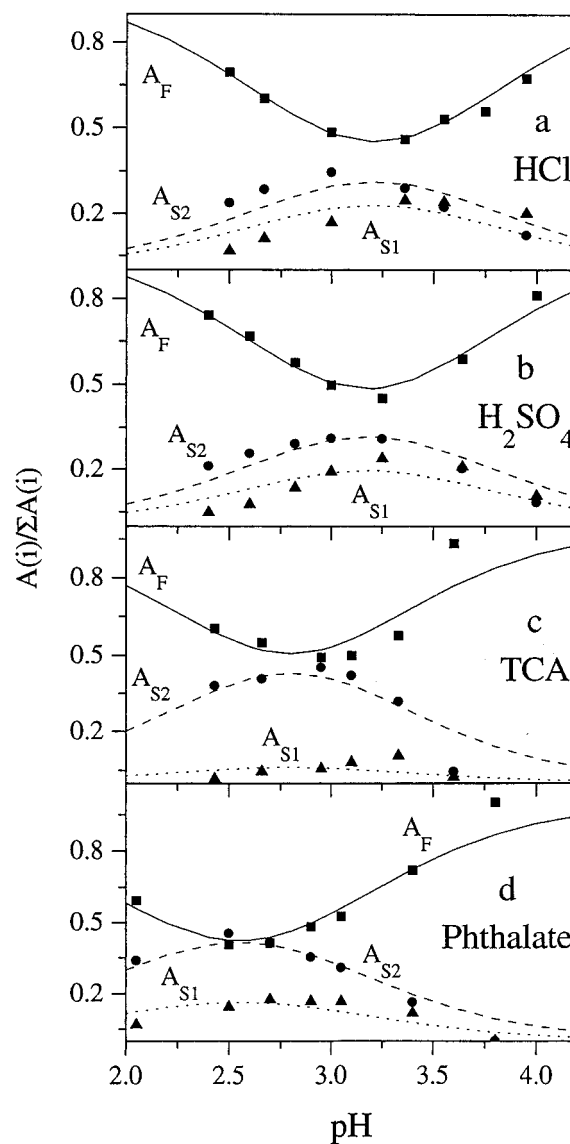 0.8
A_F
0.5
a
HCl
A_S2
0.2
A_S1
0.8
A_F
b
0.5
H_2SO_4
A_S2
0.2
A_S1
A(i)/ΣA(i)
0.8
A_F
c
0.5
TCA
A_S2
0.2
A_S1
0.8
A_F
d
0.5
Phthalate
A_S2
A_S1
0.2
2.0 2.5 3.0 3.5 4.0
pH